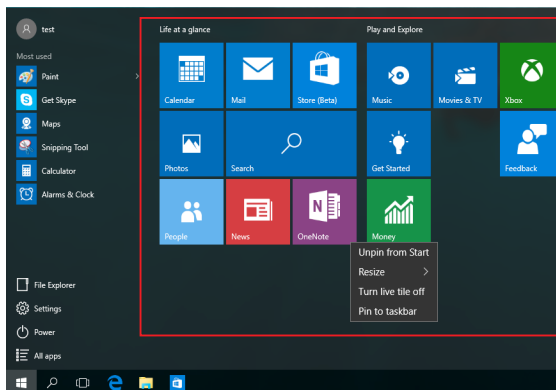 test
Most used
Paint
Get Skype
Maps
Snipping Tool
Calculator
Alarms & Clock
File Explorer
Settings
Power
All apps
Life at a glance
Play and Explore
Calendar
Mail
Store (Beta)
Music
Movies & TV
Xbox
Photos
Search
Get Started
Feedback
People
News
OneNote
Money
Unpin from Start
Resize
Turn live tile off
Pin to taskbar